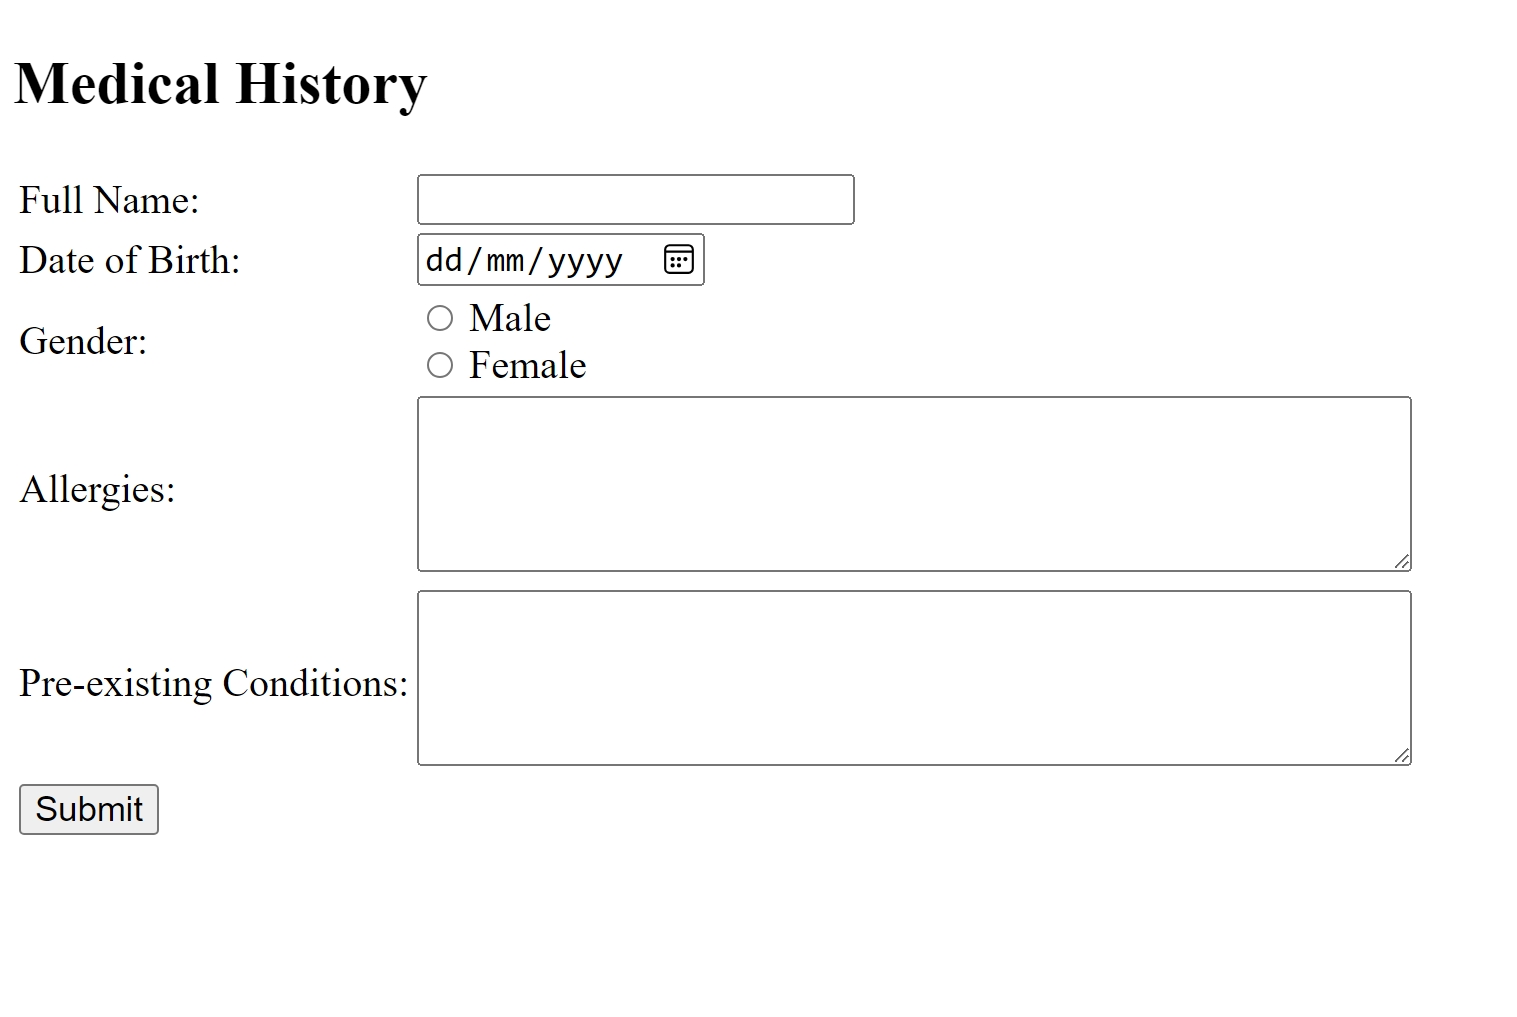 Medical History
Full Name:
Date of Birth: dd/mm/yyyy
Male
Gender:
Female
Allergies:
Pre-existing Conditions:
Submit